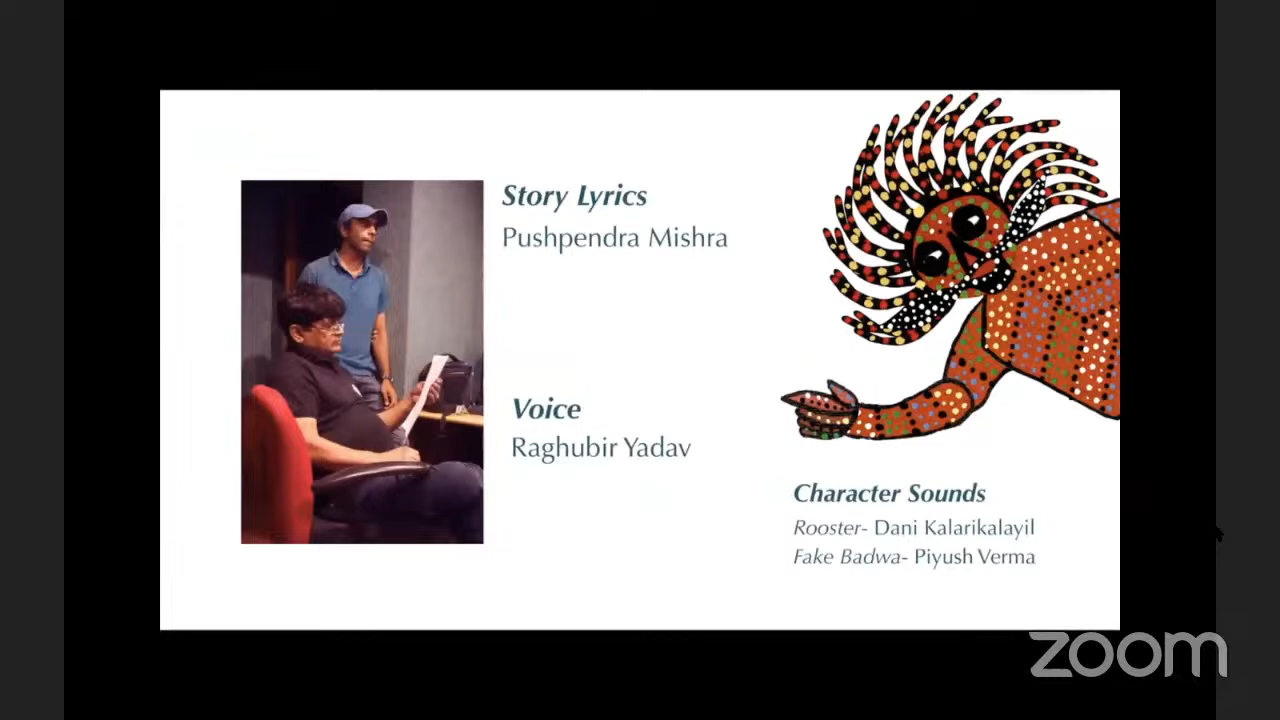 Story Lyrics
Pushpendra Mishra
Voice
Raghubir Yadav
Character Sounds
Rooster- Dani Kalarikalayil
Fake Badwa- Piyush Verma
zoom